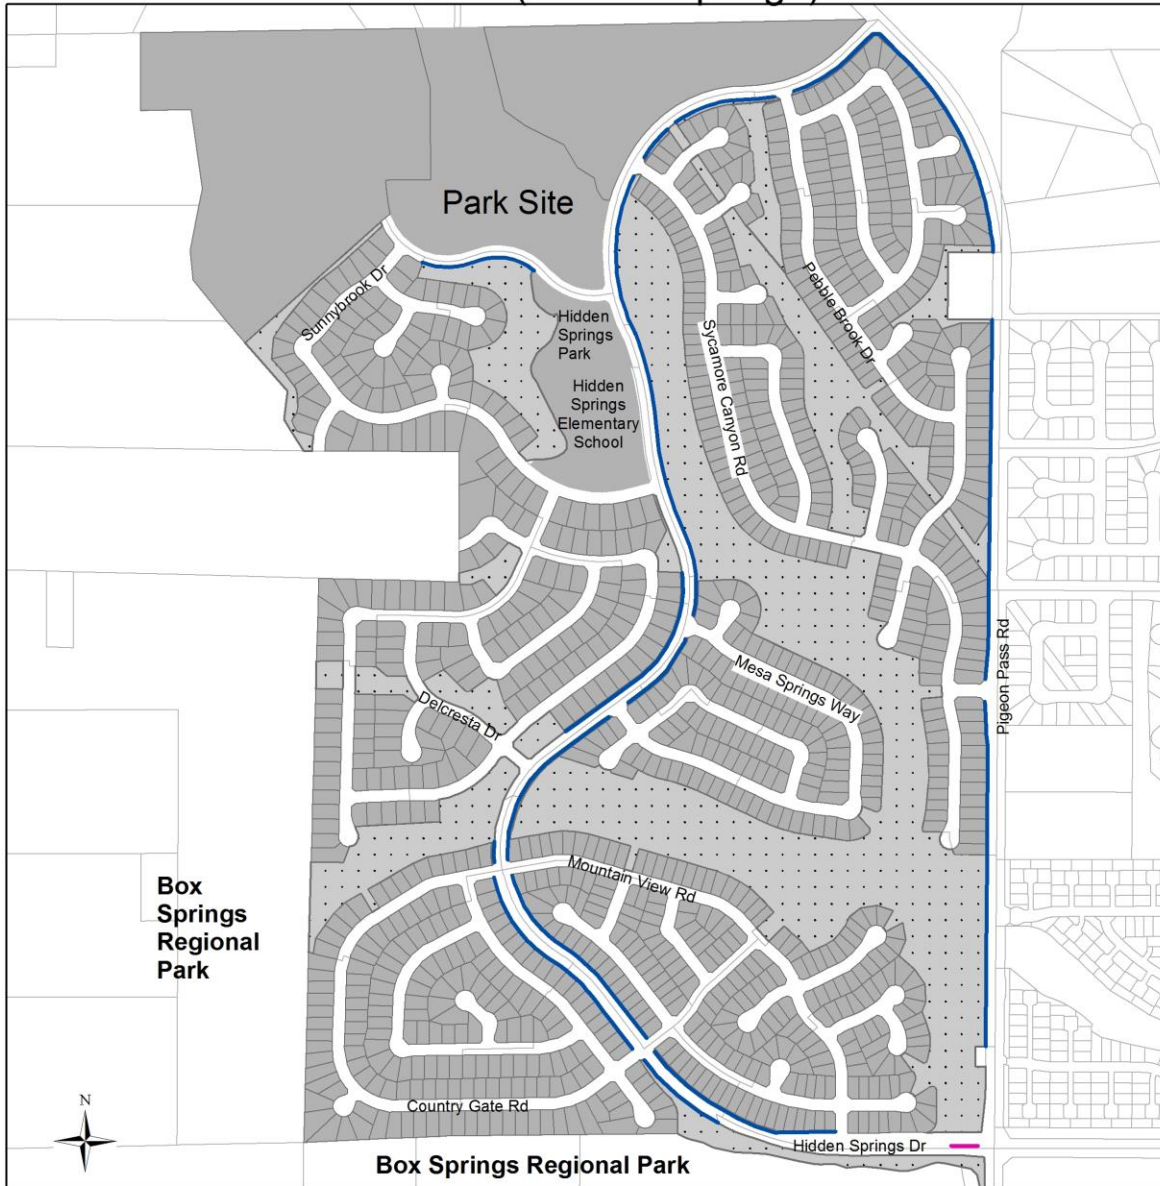 Park Site
Sunnybrook Dr
Hidden
Springs
Park
Hidden
Springs
Elementary
School
Sycamore Canyon Rd
Pebble Brook Dr
Pigeon Pass Rd
Mesa Springs Way
Delcresta Dr
Mountain View Rd
Box
Springs
Regional
Park
Country Gate Rd
N
Hidden Springs Dr
Box Springs Regional Park